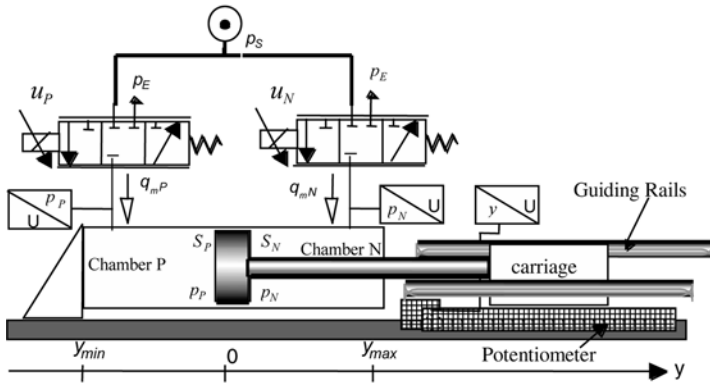 p_S
p_E
p_E
u_P
u_N
q_mP
q_mN
p_P
U
p_N
U
y
U
Guiding Rails
S_P
S_N
Chamber P
Chamber N
carriage
p_P
p_N
Potentiometer
y_min
0
y_max
y